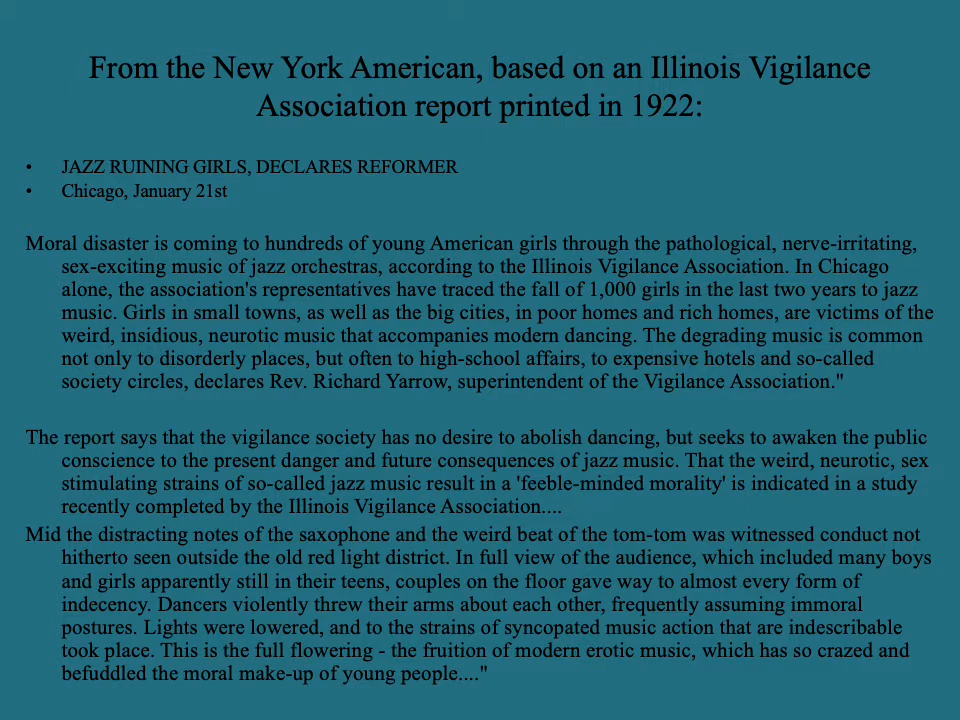 From the New York American, based on an Illinois Vigilance
Association report printed in 1922:
• JAZZ RUINING GIRLS, DECLARES REFORMER
• Chicago, January 21st
Moral disaster is coming to hundreds of young American girls through the pathological, nerve-irritating,
sex-exciting music of jazz orchestras, according to the Illinois Vigilance Association. In Chicago
alone, the association's representatives have traced the fall of 1,000 girls in the last two years to jazz
music. Girls in small towns, as well as the big cities, in poor homes and rich homes, are victims of the
weird, insidious, neurotic music that accompanies modern dancing. The degrading music is common
not only to disorderly places, but often to high-school affairs, to expensive hotels and so-called
society circles, declares Rev. Richard Yarrow, superintendent of the Vigilance Association."
The report says that the vigilance society has no desire to abolish dancing, but seeks to awaken the public
conscience to the present danger and future consequences of jazz music. That the weird, neurotic, sex
stimulating strains of so-called jazz music result in a 'feeble-minded morality' is indicated in a study
recently completed by the Illinois Vigilance Association....
Mid the distracting notes of the saxophone and the weird beat of the tom-tom was witnessed conduct not
hitherto seen outside the old red light district. In full view of the audience, which included many boys
and girls apparently still in their teens, couples on the floor gave way to almost every form of
indecency. Dancers violently threw their arms about each other, frequently assuming immoral
postures. Lights were lowered, and to the strains of syncopated music action that are indescribable
took place. This is the full flowering - the fruition of modern erotic music, which has so crazed and
befuddled the moral make-up of young people...."